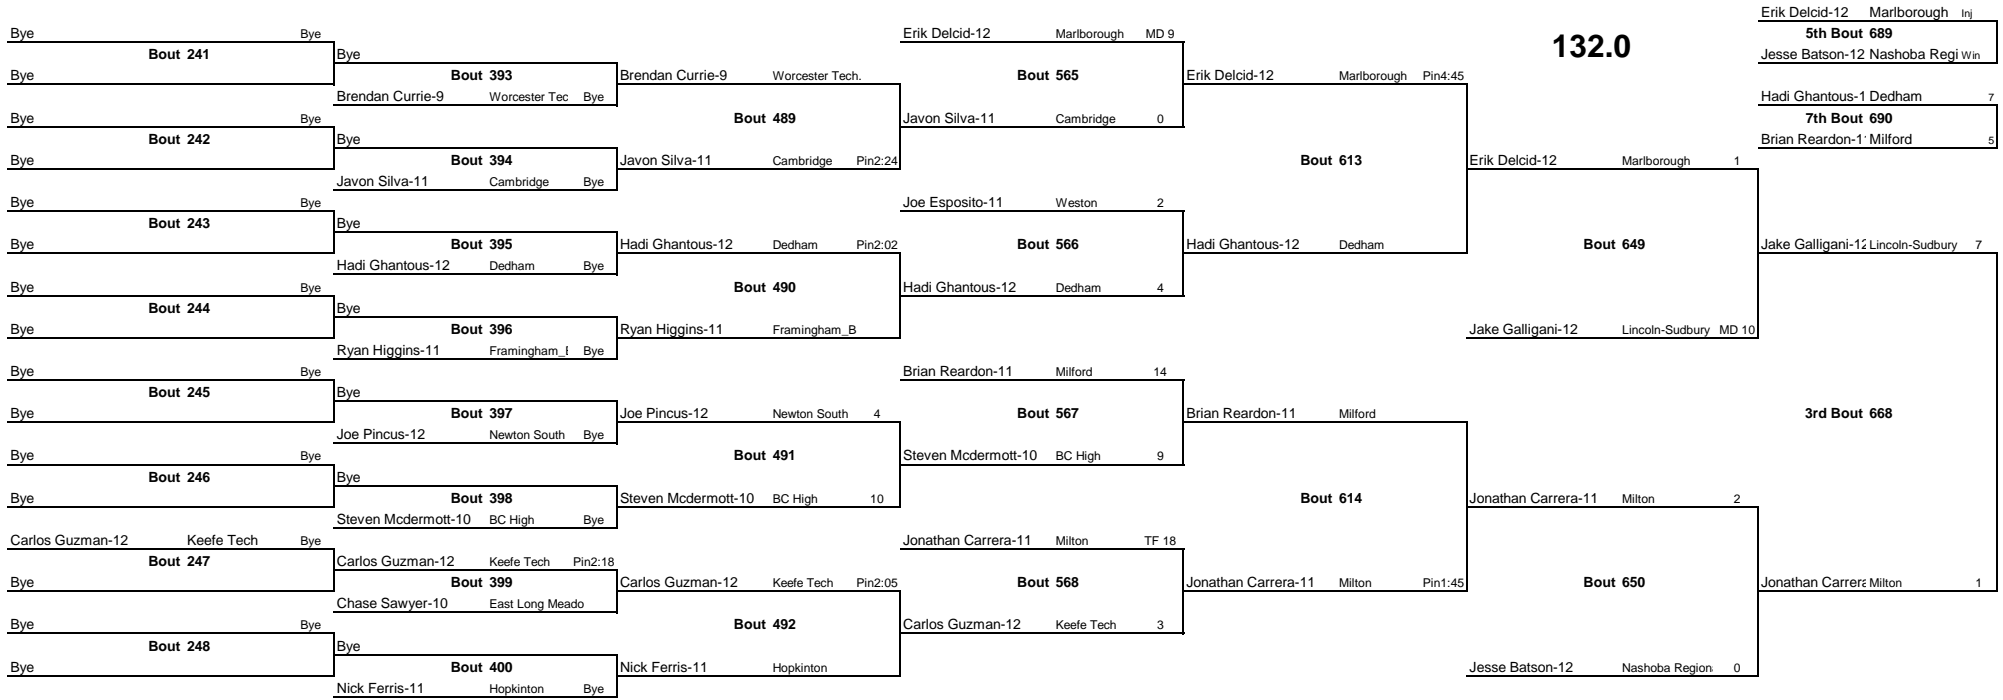 Erik Delcid-12 Marlborough Inj
Bye Bye Erik Delcid-12 Marlborough MD 9 132.0 5th Bout 689
Bout 241 Bye Jesse Batson-12 Nashoba Regi Win
Bye Bout 393 Brendan Currie-9 Worcester Tech. Bout 565 Erik Delcid-12 Marlborough Pin4:45
Brendan Currie-9 Worcester Tec Bye Hadi Ghantous-1 Dedham 7
Bye Bye Bout 489 Javon Silva-11 Cambridge 0 7th Bout 690
Bout 242 Bye Brian Reardon-1 Milford 5
Bye Bout 394 Javon Silva-11 Cambridge Pin2:24 Bout 613 Erik Delcid-12 Marlborough 1
Javon Silva-11 Cambridge Bye
Bye Bye Joe Esposito-11 Weston 2
Bout 243 Bye
Bye Bout 395 Hadi Ghantous-12 Dedham Pin2:02 Bout 566 Hadi Ghantous-12 Dedham Bout 649 Jake Galligani-12 Lincoln-Sudbury 7
Hadi Ghantous-12 Dedham Bye
Bye Bye Bout 490 Hadi Ghantous-12 Dedham 4
Bout 244 Bye
Bye Bout 396 Ryan Higgins-11 Framingham_B Jake Galligani-12 Lincoln-Sudbury MD 10
Ryan Higgins-11 Framingham_ Bye
Bye Bye Brian Reardon-11 Milford 14
Bout 245 Bye
Bye Bout 397 Joe Pincus-12 Newton South 4 Bout 567 Brian Reardon-11 Milford 3rd Bout 668
Joe Pincus-12 Newton South Bye
Bye Bye Bout 491 Steven Mcdermott-10 BC High 9
Bout 246 Bye
Bye Bout 398 Steven Mcdermott-10 BC High 10 Bout 614 Jonathan Carrera-11 Milton 2
Steven Mcdermott-10 BC High Bye
Carlos Guzman-12 Keefe Tech Bye Jonathan Carrera-11 Milton TF 18
Bout 247 Carlos Guzman-12 Keefe Tech Pin2:18
Bye Bout 399 Carlos Guzman-12 Keefe Tech Pin2:05 Bout 568 Jonathan Carrera-11 Milton Pin1:45 Bout 650 Jonathan Carrera Milton 1
Chase Sawyer-10 East Long Meado
Bye Bye Bout 492 Carlos Guzman-12 Keefe Tech 3
Bout 248 Bye
Bye Bout 400 Nick Ferris-11 Hopkinton Jesse Batson-12 Nashoba Region 0
Nick Ferris-11 Hopkinton Bye